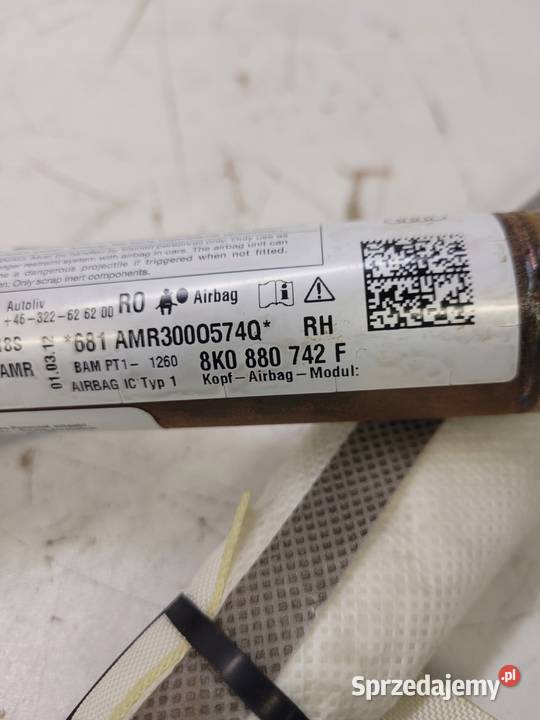 treatment system with airbag in cars. The airbag unit can
a dangerous projectile if triggered when not fitted.
Only scrap inert components.
Autoliv
+46-322-62 62 00 RO Airbag
*681 AMR3000574Q* RH
AMR 01.03.12 BAM PT1- 1260 8K0 880 742 F
AIRBAG IC Typ 1 Kopf-Airbag-Modul:
Sprzedajemy.pl